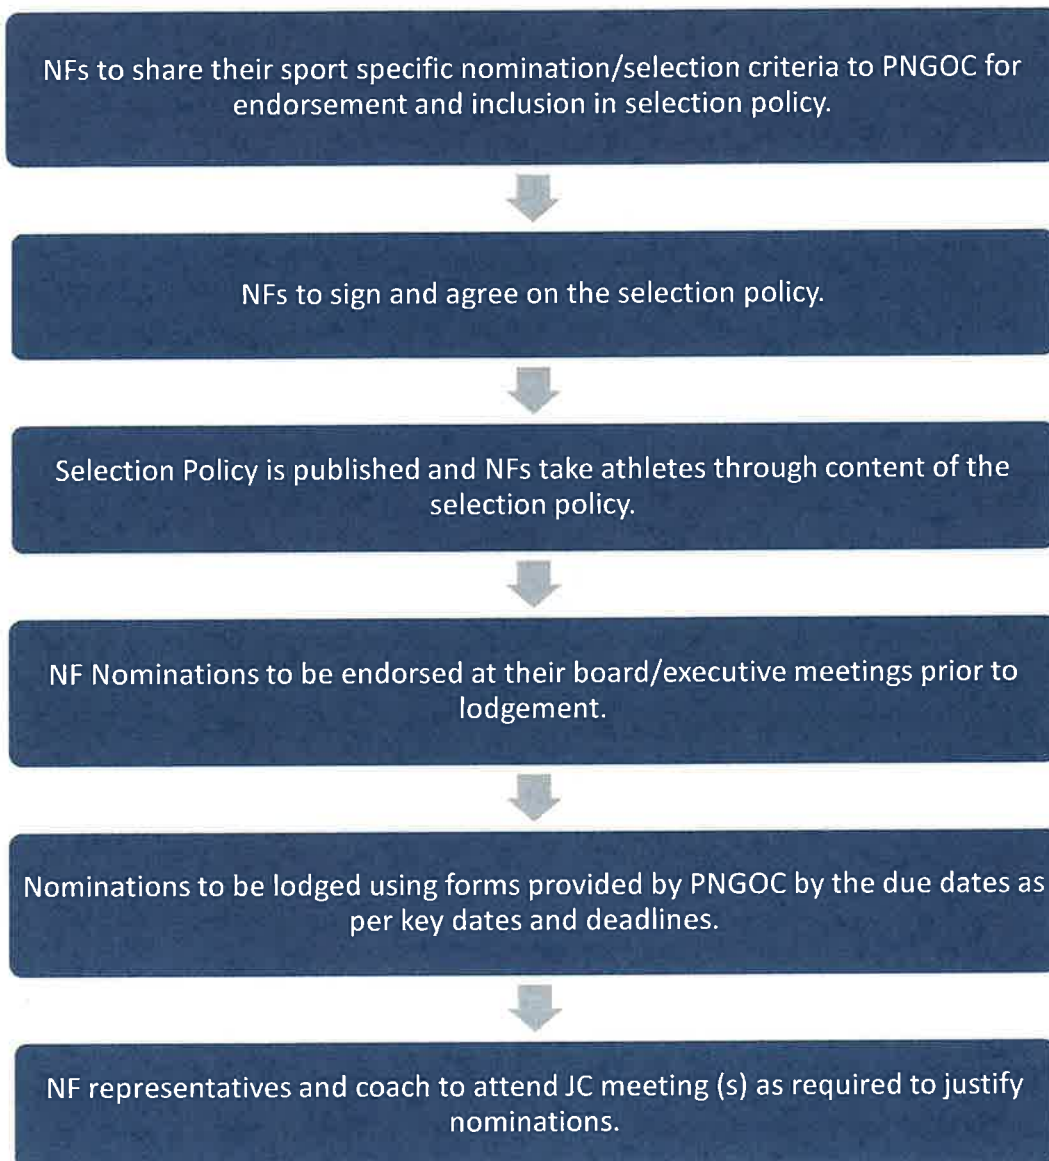 NFs to share their sport specific nomination/selection criteria to PNGOC for
endorsement and inclusion in selection policy.
NFs to sign and agree on the selection policy.
Selection Policy is published and NFs take athletes through content of the
selection policy.
NF Nominations to be endorsed at their board/executive meetings prior to
lodgement.
Nominations to be lodged using forms provided by PNGOC by the due dates as
per key dates and deadlines.
NF representatives and coach to attend JC meeting (s) as required to justify
nominations.